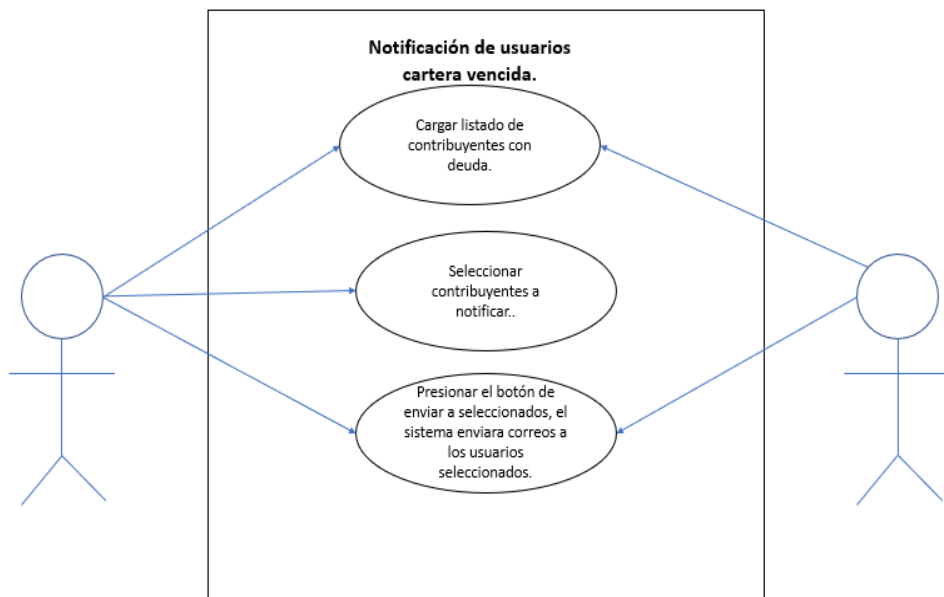 Notificación de usuarios
cartera vencida.
Cargar listado de
contribuyentes con
deuda.
Seleccionar
contribuyentes a
notificar..
Presionar el botón de
enviar a seleccionados, el
sistema enviara correos a
los usuarios
seleccionados.